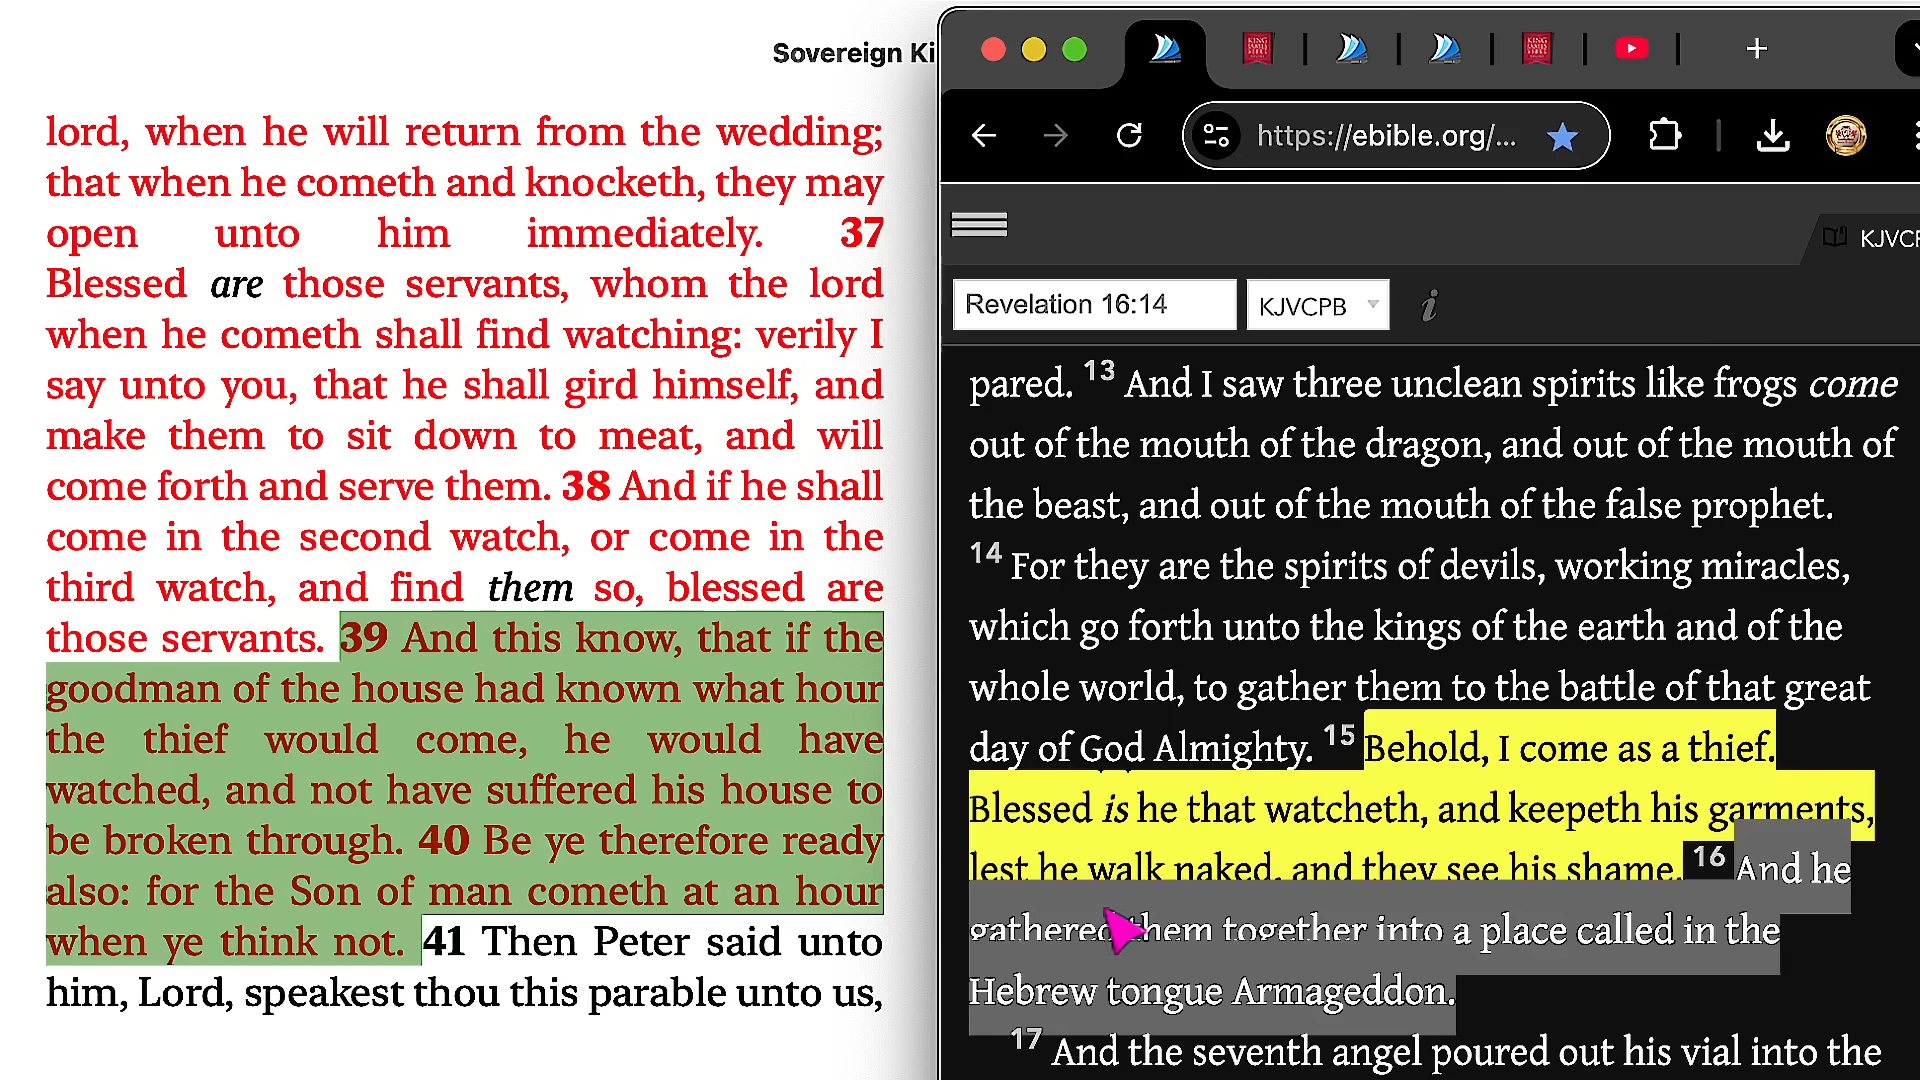 Sovereign Ki
lord, when he will return from the wedding;
that when he cometh and knocketh, they may
open unto him immediately. 37
Blessed are those servants, whom the lord
when he cometh shall find watching: verily I
say unto you, that he shall gird himself, and
make them to sit down to meat, and will
come forth and serve them. 38 And if he shall
come in the second watch, or come in the
third watch, and find them so, blessed are
those servants. 39 And this know, that if the
goodman of the house had known what hour
the thief would come, he would have
watched, and not have suffered his house to
be broken through. 40 Be ye therefore ready
also: for the Son of man cometh at an hour
when ye think not. 41 Then Peter said unto
him, Lord, speakest thou this parable unto us,
KING JAMES BIBLE
KING JAMES BIBLE
https://ebible.org/...
KJVCP
Revelation 16:14
KJVCPB
pared. 13 And I saw three unclean spirits like frogs come
out of the mouth of the dragon, and out of the mouth of
the beast, and out of the mouth of the false prophet.
14 For they are the spirits of devils, working miracles,
which go forth unto the kings of the earth and of the
whole world, to gather them to the battle of that great
day of God Almighty. 15 Behold, I come as a thief.
Blessed is he that watcheth, and keepeth his garments,
lest he walk naked, and they see his shame. 16 And he
gathered them together into a place called in the
Hebrew tongue Armageddon.
17 And the seventh angel poured out his vial into the